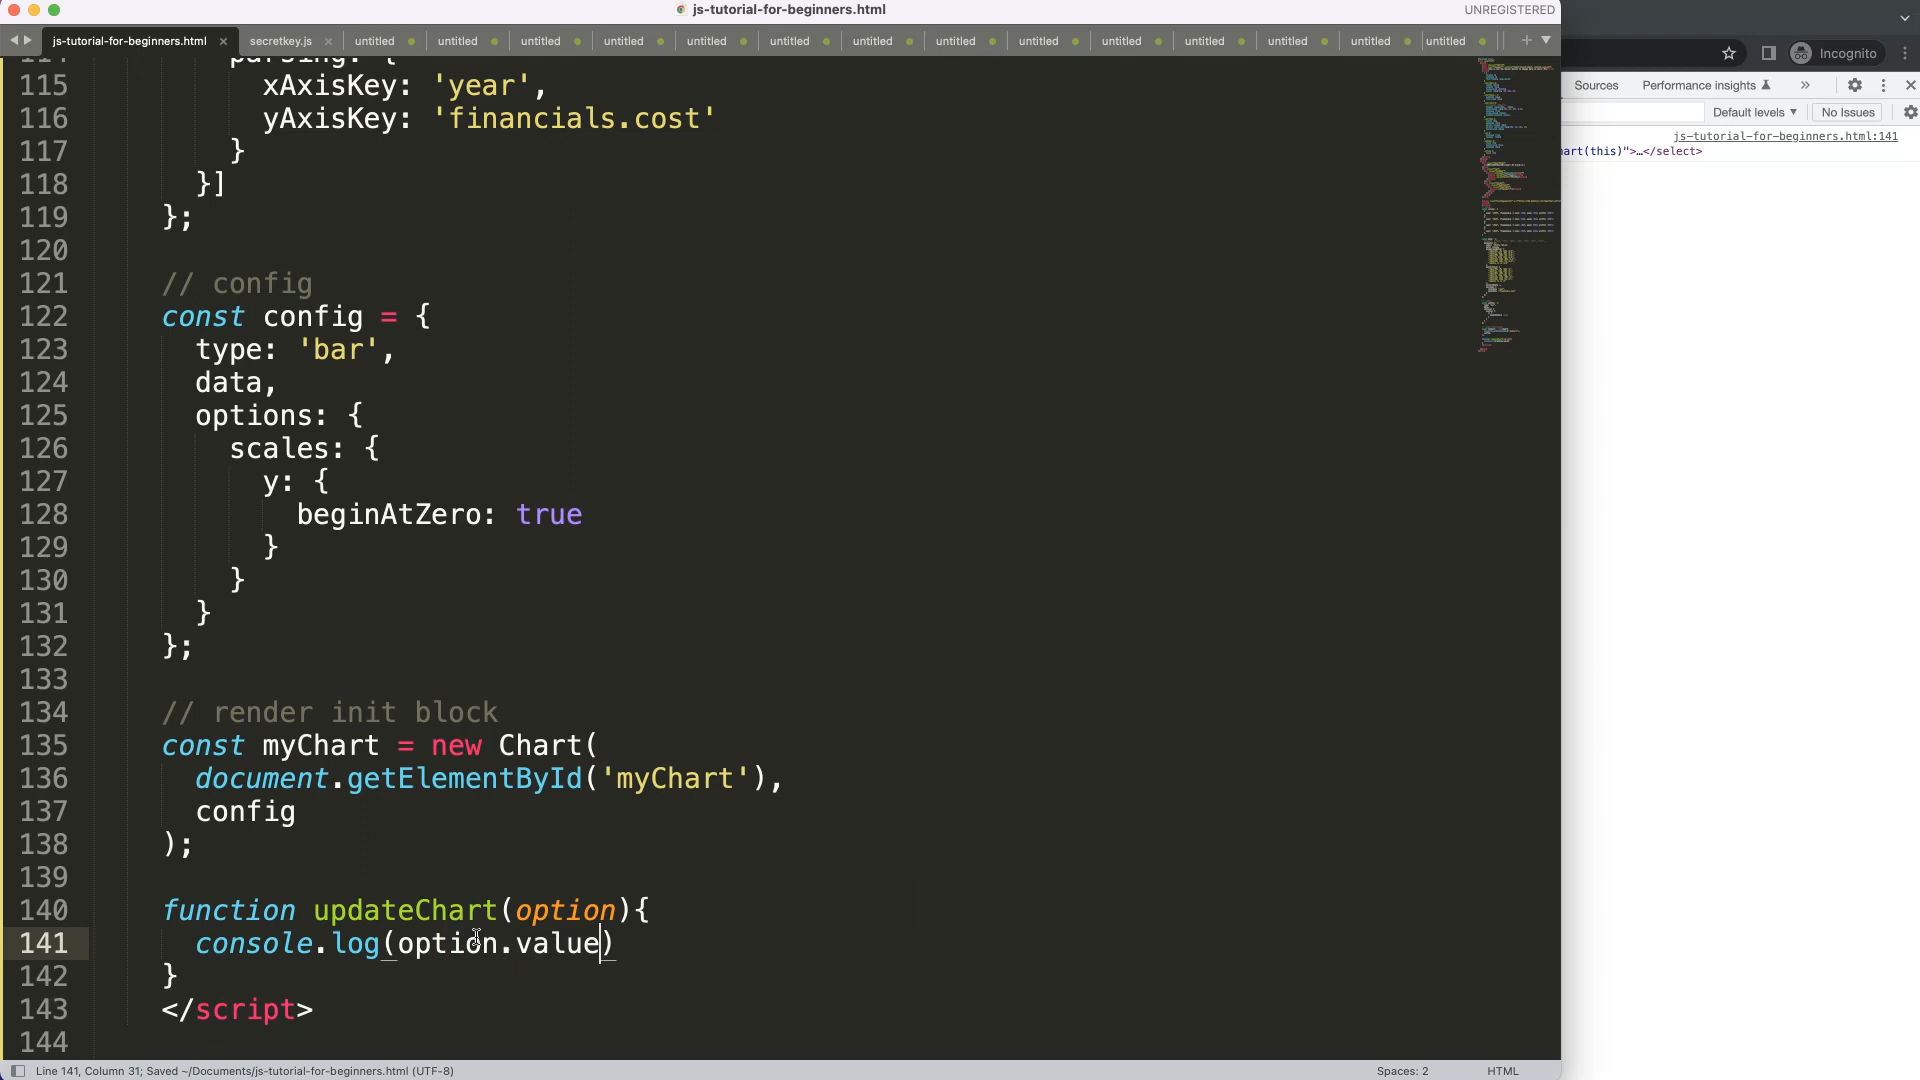 js-tutorial-for-beginners.html
UNREGISTERED
js-tutorial-for-beginners.html × secretkey.js × untitled untitled untitled untitled untitled untitled untitled untitled untitled untitled untitled untitled untitled untitled
Incognito
Sources Performance insights
Default levels ▼ No Issues
js-tutorial-for-beginners.html:141
art(this)">…</select>
parsing: {
115 xAxisKey: 'year',
116 yAxisKey: 'financials.cost'
117 }
118 }]
119 };
120
121 // config
122 const config = {
123 type: 'bar',
124 data,
125 options: {
126 scales: {
127 y: {
128 beginAtZero: true
129 }
130 }
131 }
132 };
133
134 // render init block
135 const myChart = new Chart(
136 document.getElementById('myChart'),
137 config
138 );
139
140 function updateChart(option){
141 console.log(option.value)
142 }
143 </script>
144
Line 141, Column 31; Saved ~/Documents/js-tutorial-for-beginners.html (UTF-8)
Spaces: 2 HTML